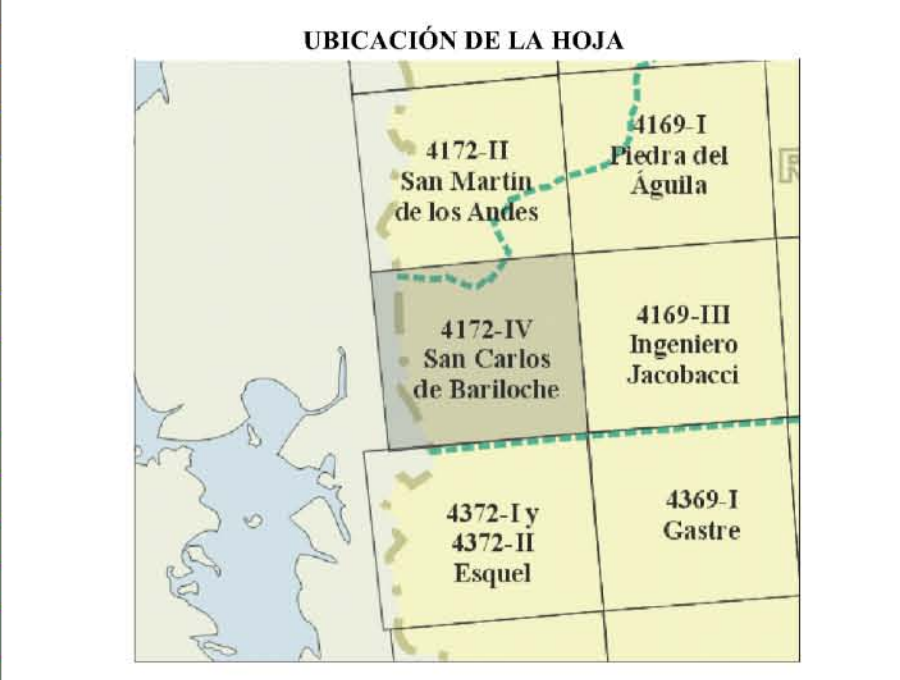 UBICACIÓN DE LA HOJA
4172-II
San Martín
de los Andes
4169-I
Piedra del
Águila
4172-IV
San Carlos
de Bariloche
4169-III
Ingeniero
Jacobacci
4372-I y
4372-II
Esquel
4369-I
Gastre